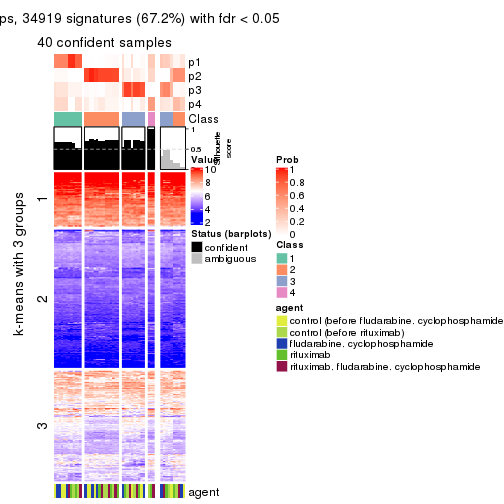 ps, 34919 signatures (67.2%) with fdr < 0.05
40 confident samples
p1
p2
p3
p4
Class
1
0.5
0
Silhouette
score
k-means with 3 groups
1
2
3
agent
Value
10
8
6
4
2
Status (barplots)
confident
ambiguous
Prob
1
0.8
0.6
0.4
0.2
0
Class
1
2
3
4
agent
control (before fludarabine. cyclophosphamide
control (before rituximab)
fludarabine. cyclophosphamide
rituximab
rituximab. fludarabine. cyclophosphamide